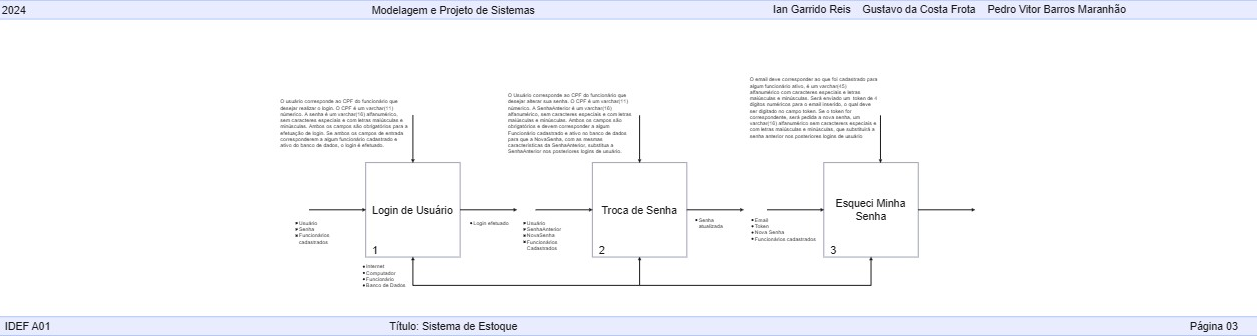 2024
Modelagem e Projeto de Sistemas
Ian Garrido Reis Gustavo da Costa Frota Pedro Vitor Barros Maranhão
O usuário corresponde ao CPF do funcionário que
desejar realizar o login. O CPF é um varchar(11)
númerico. A senha é um varchar(16) alfanumérico,
sem caracteres especiais e com letras maiúsculas e
minúsculas. Ambos os campos são obrigatórios para a
efetuação de login. Se ambos os campos de entrada
corresponderem a algum funcionário cadastrado e
ativo do banco de dados, o login é efetuado.
Login de Usuário
1
Usuário
Senha
Funcionários
cadastrados
Login efetuado
Internet
Computador
Funcionário
Banco de Dados
O Usuário corresponde ao CPF do funcionário que
desejar alterar sua senha. O CPF é um varchar(11)
númerico. A SenhaAnterior é um varchar(16)
alfanumérico, sem caracteres especiais e com letras
maiúsculas e minúsculas. Ambos os campos são
obrigatórios e devem corresponder a algum
Funcionário cadastrado e ativo no banco de dados
para que a NovaSenha, com as mesmas
características da SenhaAnterior, substitua a
SenhaAnterior nos posteriores logins de usuário.
Troca de Senha
2
Usuário
SenhaAnterior
NovaSenha
Funcionários
Cadastrados
Senha
atualizada
O email deve corresponder ao que foi cadastrado para
algum funcionário ativo, é um varchar(45)
alfanumérico com caracteres especiais e letras
maiúsculas e minúsculas. Será enviado um token de 4
dígitos numéricos para o email inserido, o qual deve
ser digitado no campo token. Se o token for
correspondente, será pedida a nova senha, um
varchar(16) alfanumérico sem caracteres especiais e
com letras maiúsculas e minúsculas, que substituirá a
senha anterior nos posteriores logins de usuário.
Esqueci Minha
Senha
3
Email
Token
Nova Senha
Funcionários cadastrados
IDEF A01
Título: Sistema de Estoque
Página 03